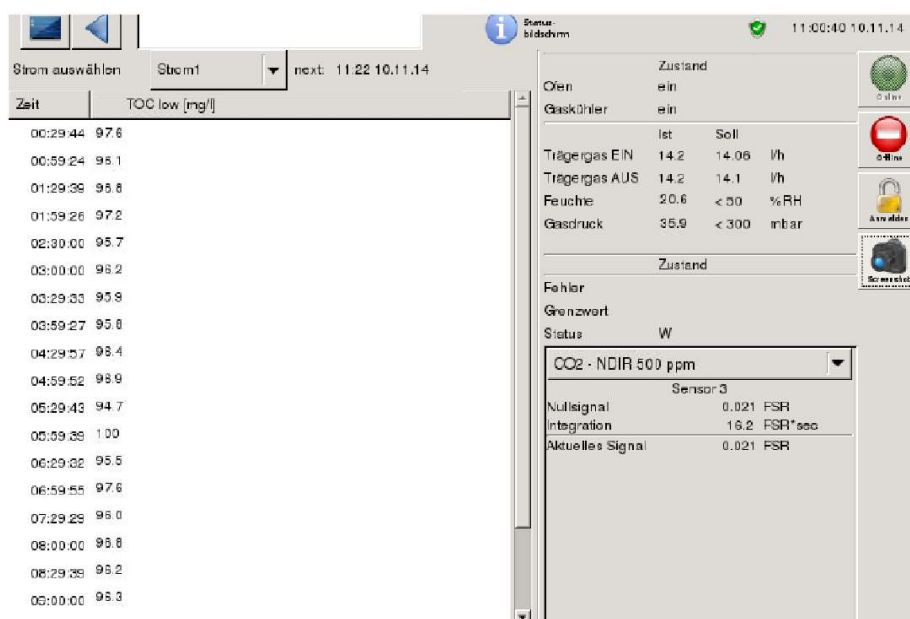 Status-
bildschirm
11:00:40 10.11.14
Strom auswählen Strom1 next: 11:22 10.11.14
Zeit TOC low [mg/l]
00:29:44 97.6
00:59:24 96.1
01:29:39 96.8
01:59:26 97.2
02:30:00 95.7
03:00:00 96.2
03:29:33 95.9
03:59:27 95.8
04:29:57 96.4
04:59:52 96.9
05:29:43 94.7
05:59:39 100
06:29:32 95.5
06:59:55 97.6
07:29:29 96.0
08:00:00 96.8
08:29:39 96.2
09:00:00 96.3
Zustand
Ofen ein
Gaskühler ein
Ist Soll
Trägergas EIN 14.2 14.06 l/h
Trägergas AUS 14.2 14.1 l/h
Feuchte 20.6 < 50 %RH
Gasdruck 35.9 < 300 mbar
Zustand
Fehler
Grenzwert
Status W
CO2 - NDIR 500 ppm
Sensor 3
Nullsignal 0.021 FSR
Integration 16.2 FSR*sec
Aktuelles Signal 0.021 FSR
Online
Offline
Anmelden
Screenshot